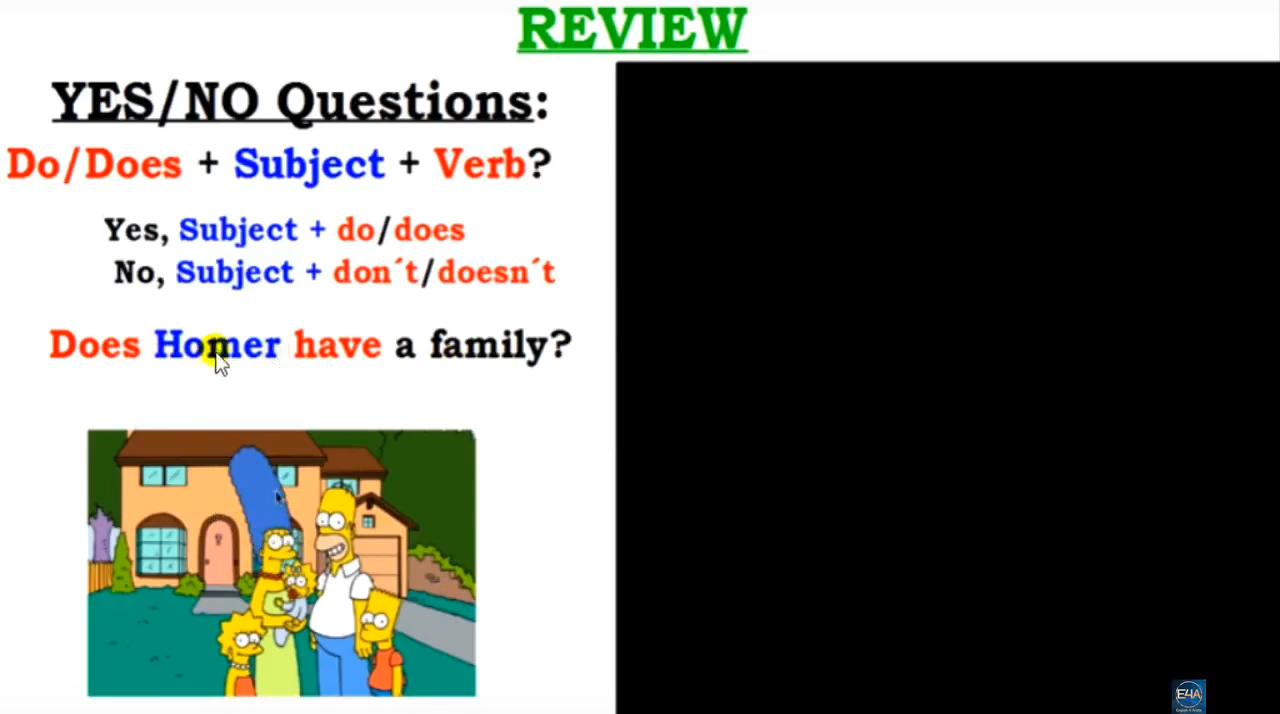 REVIEW
YES/NO Questions:
Do/Does + Subject + Verb?
Yes, Subject + do/does
No, Subject + don´t/doesn´t
Does Homer have a family?
E4A